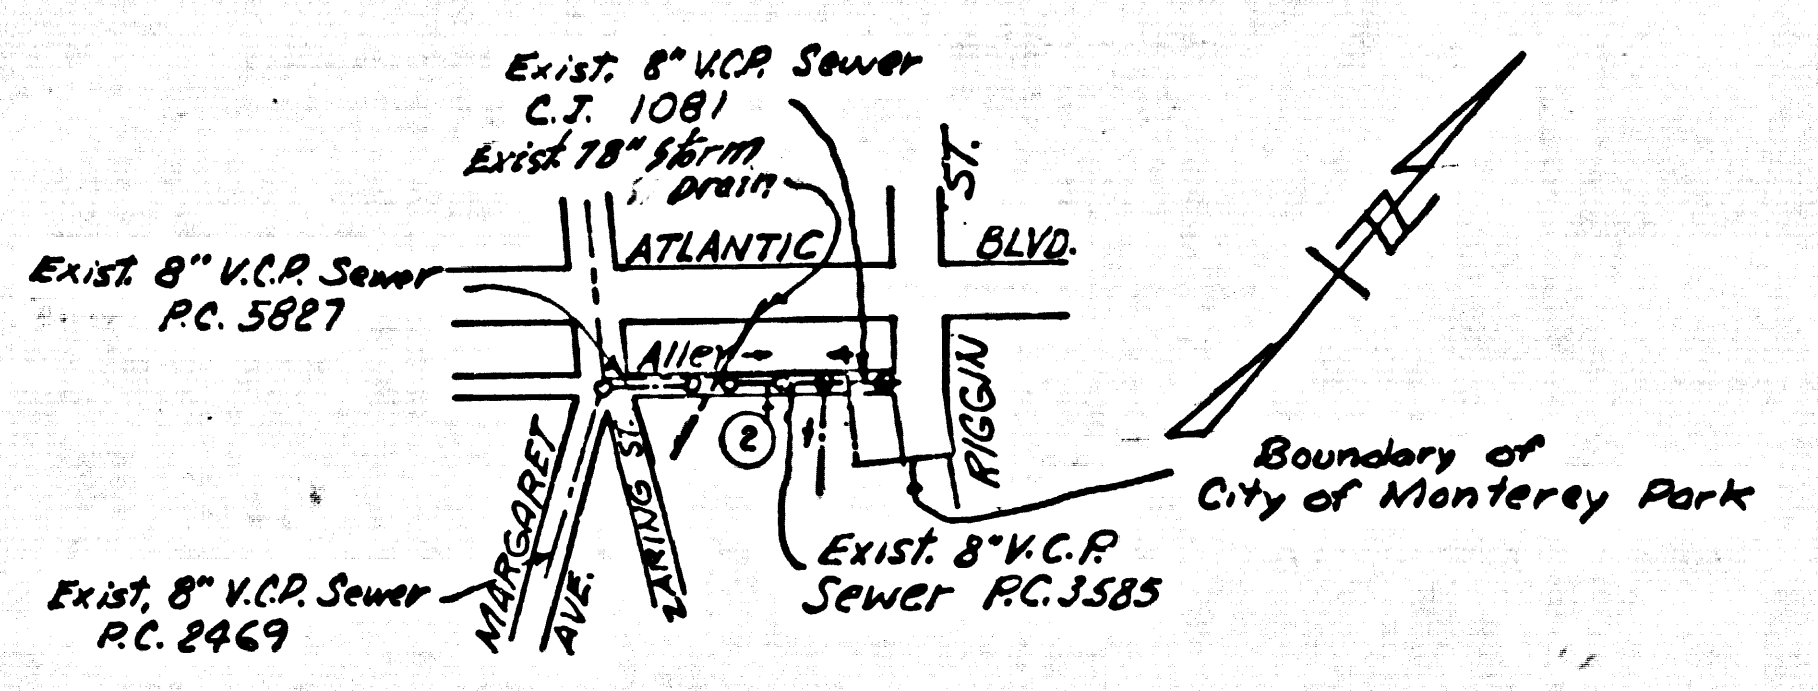 Exist. 8" V.C.P. Sewer
C.I. 1081
Exist. 78" Storm
Drain
ST.
ATLANTIC
BLVD.
Exist. 8" V.C.P. Sewer
P.C. 5827
Alley
N
RIGGIN
2
MARGARET
AVE.
ZARING ST.
Boundary of
City of Monterey Park
Exist. 8" V.C.P.
Sewer P.C. 3585
Exist. 8" V.C.P. Sewer
P.C. 2469